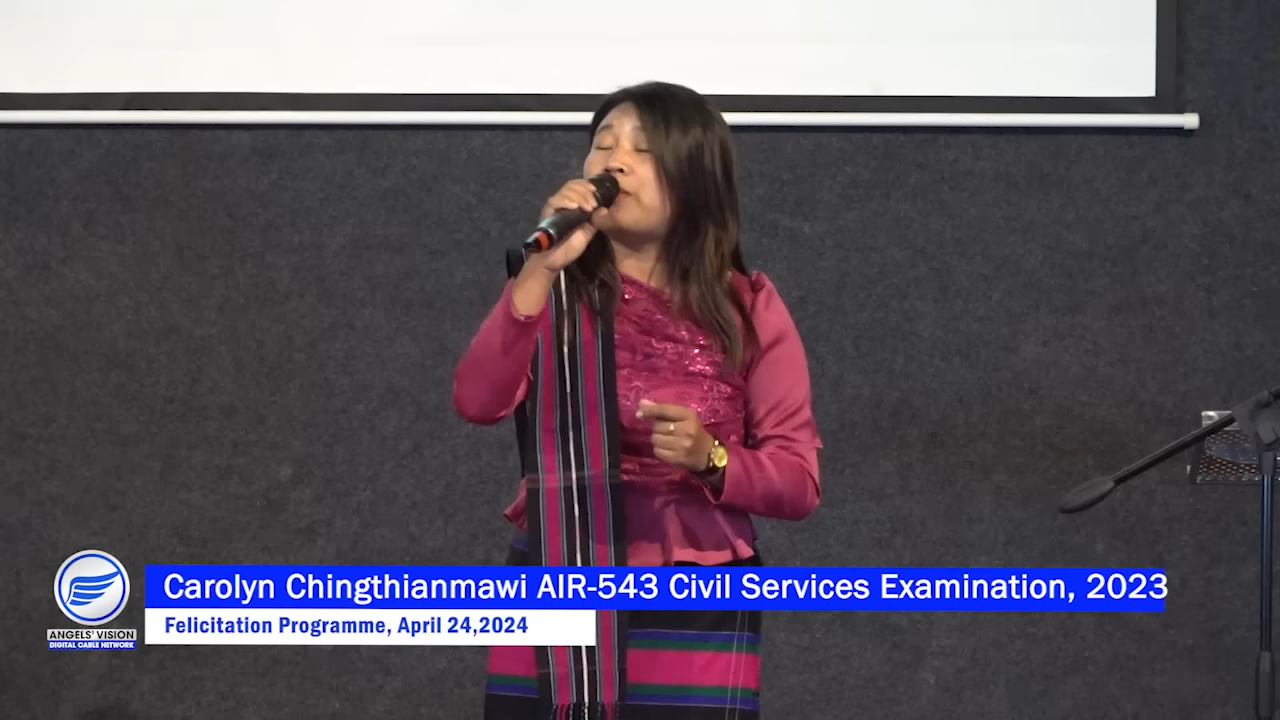 Carolyn Chingthianmawi AIR-543 Civil Services Examination, 2023
Felicitation Programme, April 24,2024
ANGELS' VISION
DIGITAL CABLE NETWORK